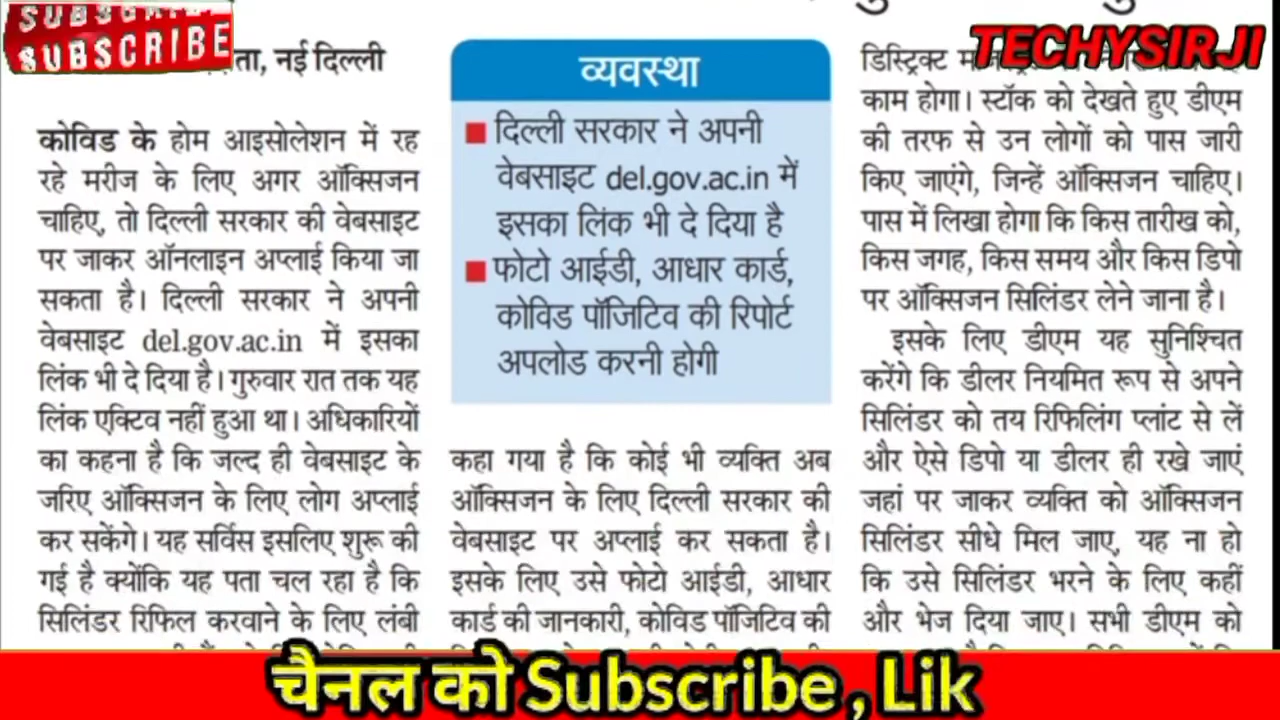 SUBSCRIBE
SUBSCRIBE
TECHYSIRJI
नई दिल्ली
कोविड के होम आइसोलेशन में रह
रहे मरीज के लिए अगर ऑक्सिजन
चाहिए, तो दिल्ली सरकार की वेबसाइट
पर जाकर ऑनलाइन अप्लाई किया जा
सकता है। दिल्ली सरकार ने अपनी
वेबसाइट del.gov.ac.in में इसका
लिंक भी दे दिया है। गुरुवार रात तक यह
लिंक एक्टिव नहीं हुआ था। अधिकारियों
का कहना है कि जल्द ही वेबसाइट के
जरिए ऑक्सिजन के लिए लोग अप्लाई
कर सकेंगे। यह सर्विस इसलिए शुरू की
गई है क्योंकि यह पता चल रहा है कि
सिलिंडर रिफिल करवाने के लिए लंबी
व्यवस्था
■ दिल्ली सरकार ने अपनी
वेबसाइट del.gov.ac.in में
इसका लिंक भी दे दिया है
■ फोटो आईडी, आधार कार्ड,
कोविड पॉजिटिव की रिपोर्ट
अपलोड करनी होगी
कहा गया है कि कोई भी व्यक्ति अब
ऑक्सिजन के लिए दिल्ली सरकार की
वेबसाइट पर अप्लाई कर सकता है।
इसके लिए उसे फोटो आईडी, आधार
कार्ड की जानकारी, कोविड पॉजिटिव की
डिस्ट्रिक्ट
काम होगा। स्टॉक को देखते हुए डीएम
की तरफ से उन लोगों को पास जारी
किए जाएंगे, जिन्हें ऑक्सिजन चाहिए।
पास में लिखा होगा कि किस तारीख को,
किस जगह, किस समय और किस डिपो
पर ऑक्सिजन सिलिंडर लेने जाना है।
इसके लिए डीएम यह सुनिश्चित
करेंगे कि डीलर नियमित रूप से अपने
सिलिंडर को तय रिफिलिंग प्लांट से लें
और ऐसे डिपो या डीलर ही रखे जाएं
जहां पर जाकर व्यक्ति को ऑक्सिजन
सिलिंडर सीधे मिल जाए, यह ना हो
कि उसे सिलिंडर भरने के लिए कहीं
और भेज दिया जाए। सभी डीएम को
चैनल को Subscribe , Lik